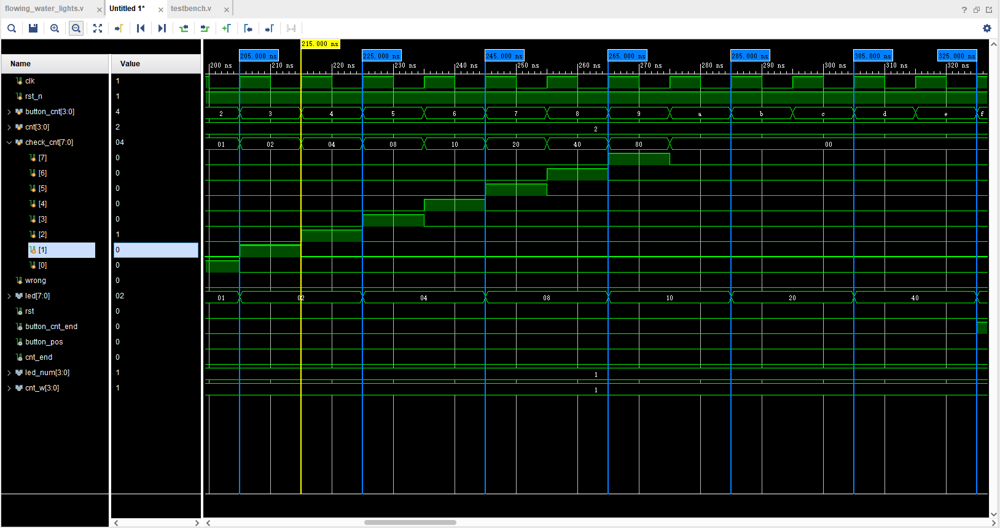 flowing_water_lights.v × Untitled 1* × testbench.v ×
?
215.000 ns
205.000 ns 225.000 ns 245.000 ns 265.000 ns 285.000 ns 305.000 ns 325.000 ns
Name Value 200 ns 210 ns 220 ns 230 ns 240 ns 250 ns 260 ns 270 ns 280 ns 290 ns 300 ns 310 ns 320 ns
clk 1
rst_n 1
button_cnt[3:0] 4 2 3 4 5 6 7 8 9 a b c d e f
cnt[3:0] 2 2
check_cnt[7:0] 04 01 02 04 08 10 20 40 80 00
[7] 0
[6] 0
[5] 0
[4] 0
[3] 0
[2] 1
[1] 0
[0] 0
wrong 0
led[7:0] 02 01 02 04 08 10 20 40
rst 0
button_cnt_end 0
button_pos 0
cnt_end 0
led_num[3:0] 1 1
cnt_w[3:0] 1 1